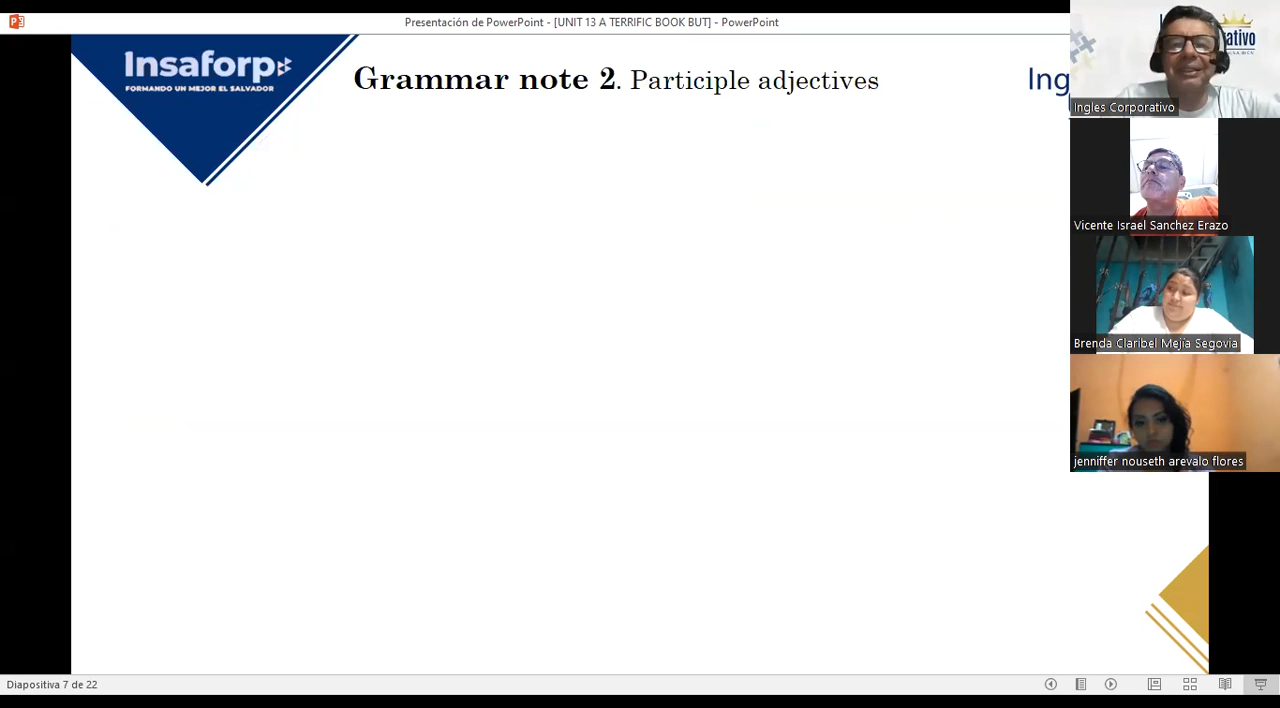 Presentación de PowerPoint - [UNIT 13 A TERRIFIC BOOK BUT] - PowerPoint
Insaforp
FORMANDO UN MEJOR EL SALVADOR
Grammar note 2. Participle adjectives
Ing
ativo
Ingles Corporativo
Vicente Israel Sanchez Erazo
Brenda Claribel Mejía Segovia
jenniffer nouseth arevalo flores
Diapositiva 7 de 22